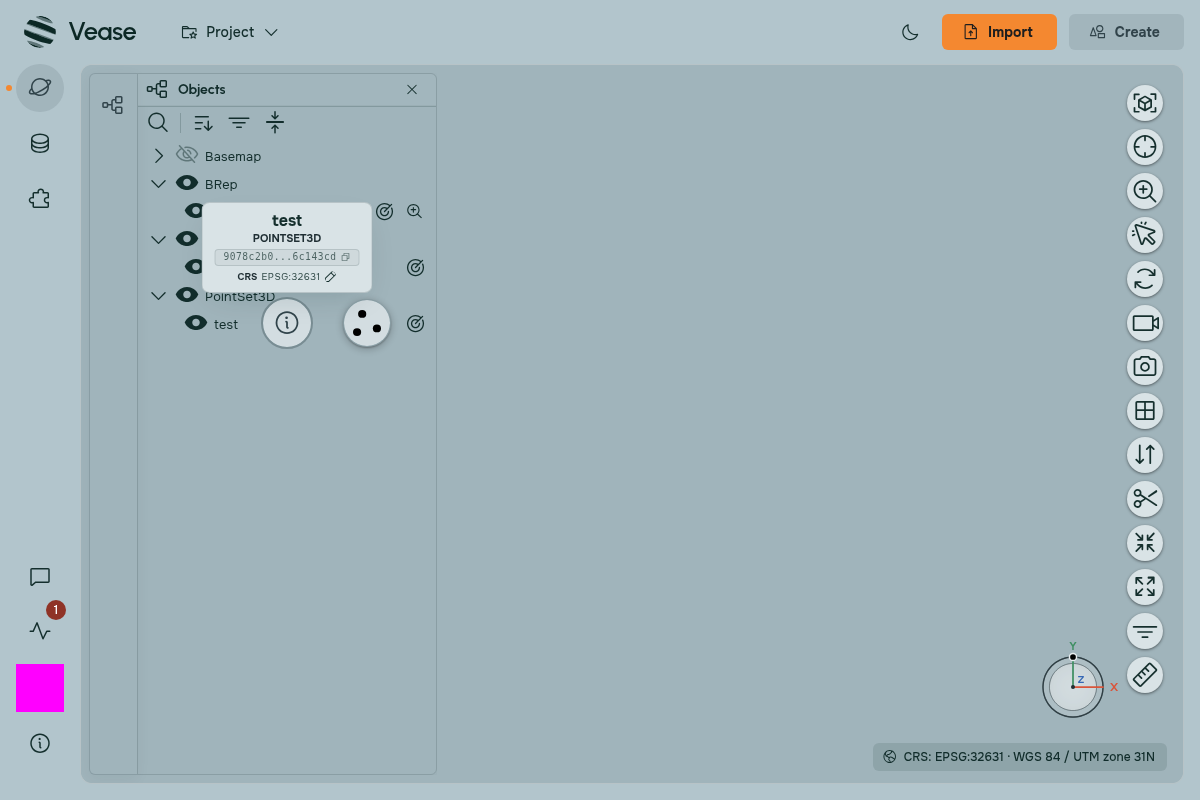 Vease
Project
Import
Create
Objects
Basemap
BRep
test
POINTSET3D
9078c2b0...6c143cd
CRS EPSG:32631
PointSet3D
test
1
Y
Z
X
CRS: EPSG:32631 · WGS 84 / UTM zone 31N